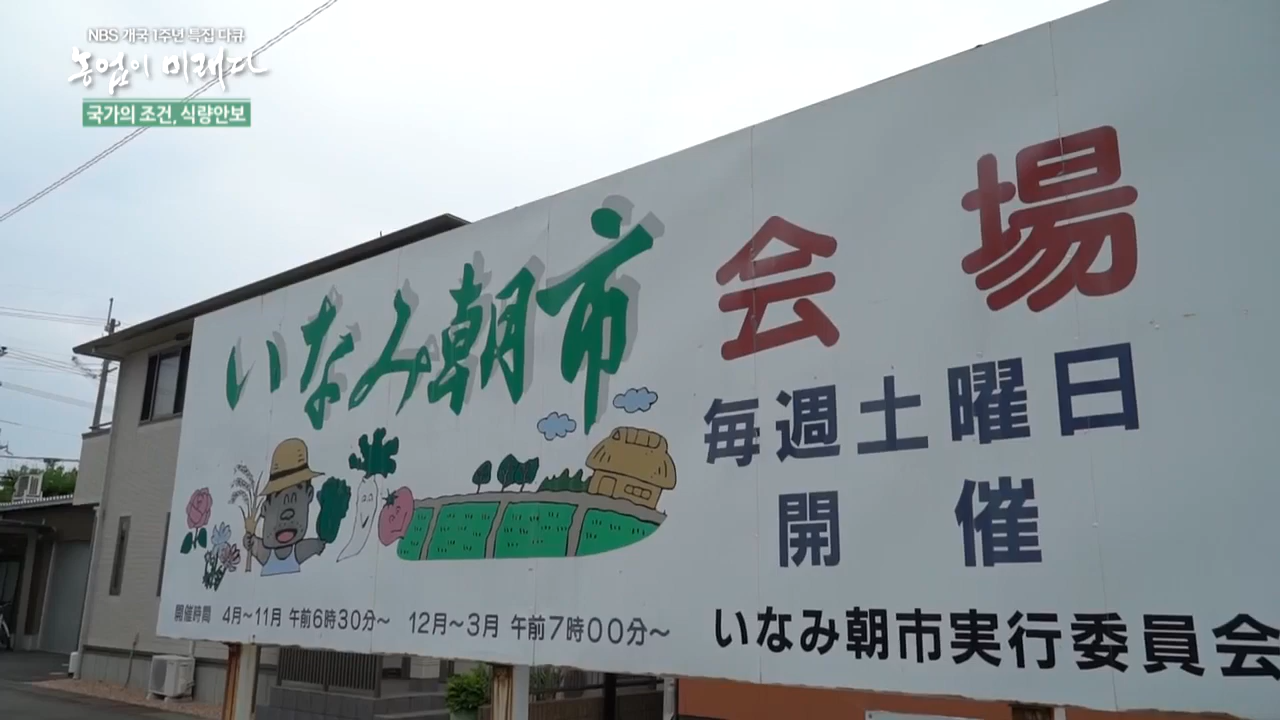 NBS 개국 1주년 특집 다큐
농업이 미래다
국가의 조건, 식량안보
いなみ朝市
会場
毎週土曜日
開催
開催時間 4月〜11月 午前6時30分〜 12月〜3月 午前7時00分〜
いなみ朝市実行委員会